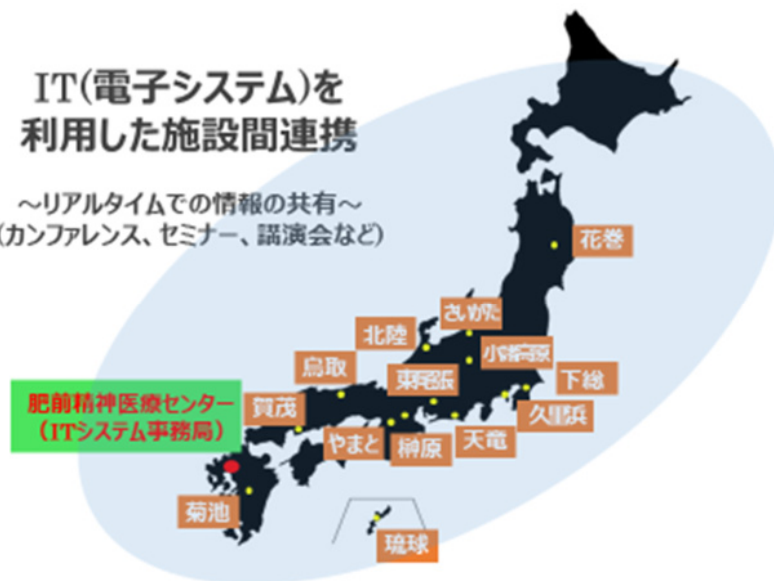 IT(電子システム)を
利用した施設間連携
～リアルタイムでの情報の共有～
(カンファレンス、セミナー、講演会など)
花巻
さいがた
北陸
小諸高原
鳥取
東尾張
下総
肥前精神医療センター
（ITシステム事務局）
賀茂
久里浜
やまと
榊原
天竜
菊池
琉球